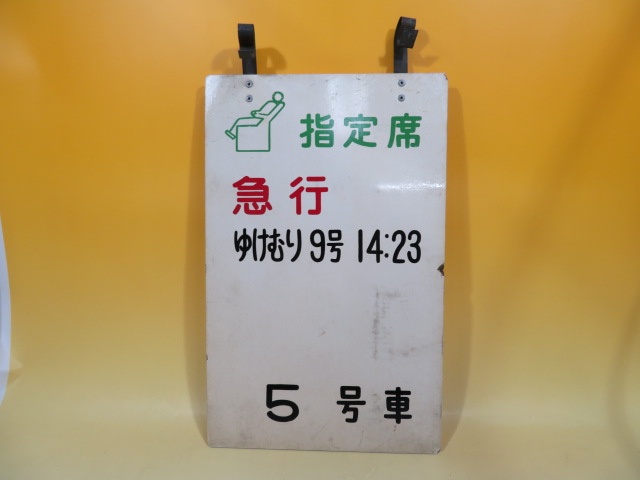 指定席
急行
ゆけむり 9号 14:23
5 号 車